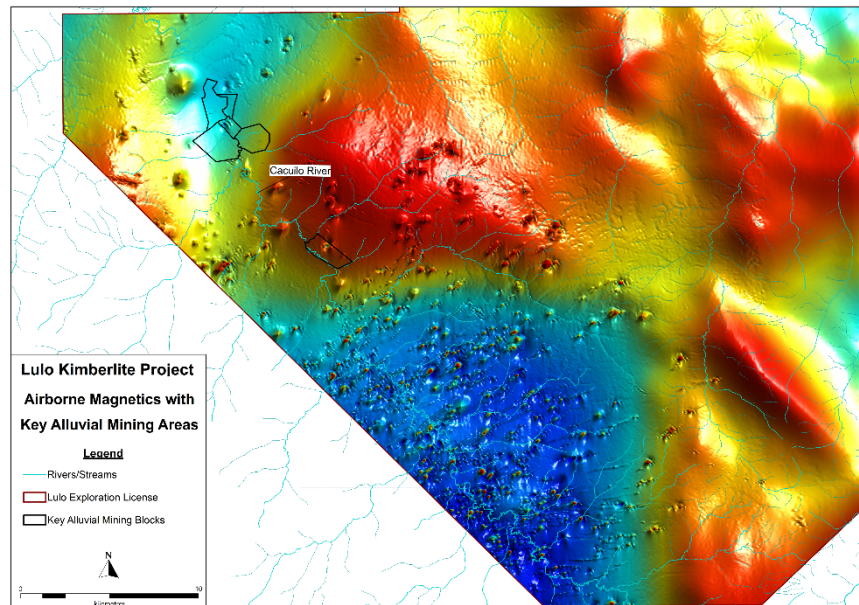 Cacuilo River
Lulo Kimberlite Project
Airborne Magnetics with
Key Alluvial Mining Areas
Legend
Rivers/Streams
Lulo Exploration License
Key Alluvial Mining Blocks
N
0 10